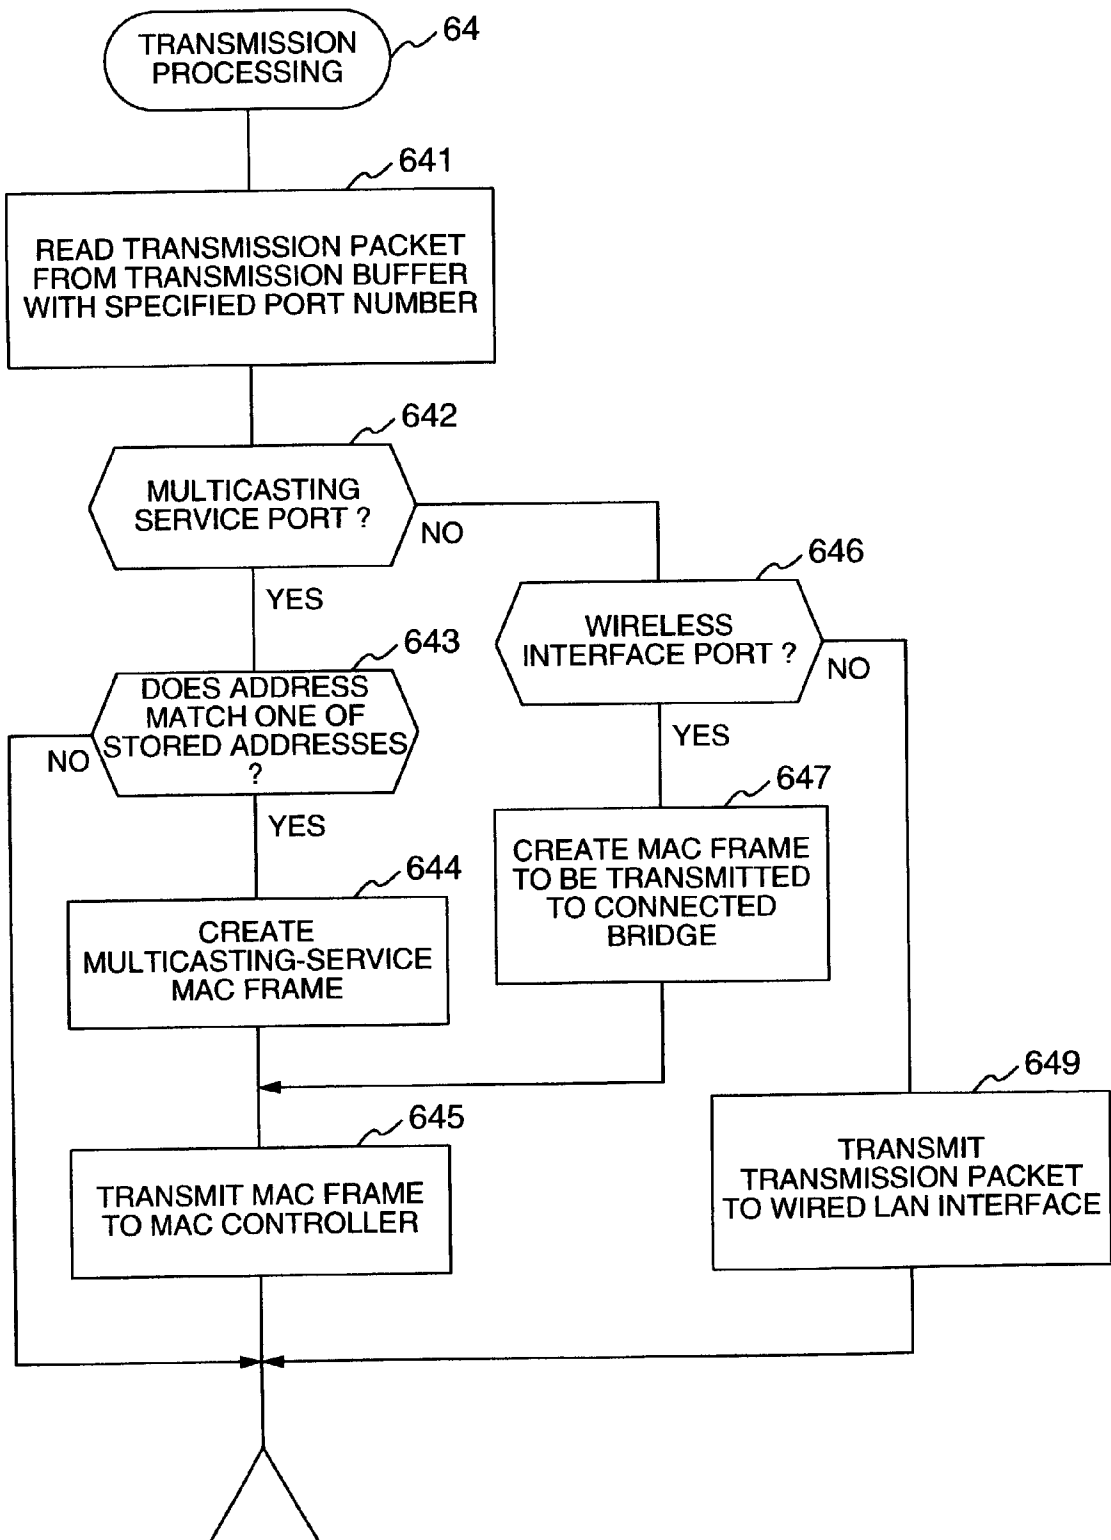 TRANSMISSION
PROCESSING
64
641
READ TRANSMISSION PACKET
FROM TRANSMISSION BUFFER
WITH SPECIFIED PORT NUMBER
642
MULTICASTING
SERVICE PORT ?
NO
YES
646
WIRELESS
INTERFACE PORT ?
NO
YES
643
DOES ADDRESS
MATCH ONE OF
STORED ADDRESSES
?
NO
YES
647
CREATE MAC FRAME
TO BE TRANSMITTED
TO CONNECTED
BRIDGE
644
CREATE
MULTICASTING-SERVICE
MAC FRAME
649
TRANSMIT
TRANSMISSION PACKET
TO WIRED LAN INTERFACE
645
TRANSMIT MAC FRAME
TO MAC CONTROLLER